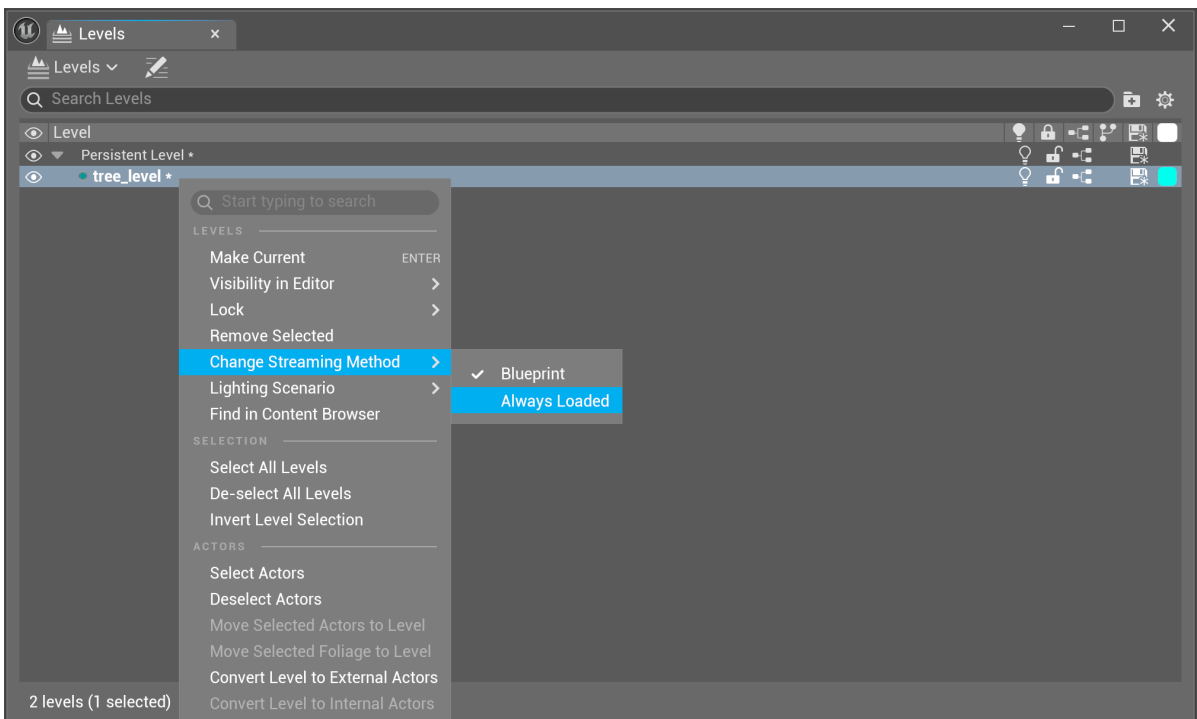 Levels
Levels
Search Levels
Level
Persistent Level *
tree_level *
Start typing to search
LEVELS
Make Current ENTER
Visibility in Editor
Lock
Remove Selected
Change Streaming Method
Blueprint
Always Loaded
Lighting Scenario
Find in Content Browser
SELECTION
Select All Levels
De-select All Levels
Invert Level Selection
ACTORS
Select Actors
Deselect Actors
Move Selected Actors to Level
Move Selected Foliage to Level
Convert Level to External Actors
Convert Level to Internal Actors
2 levels (1 selected)